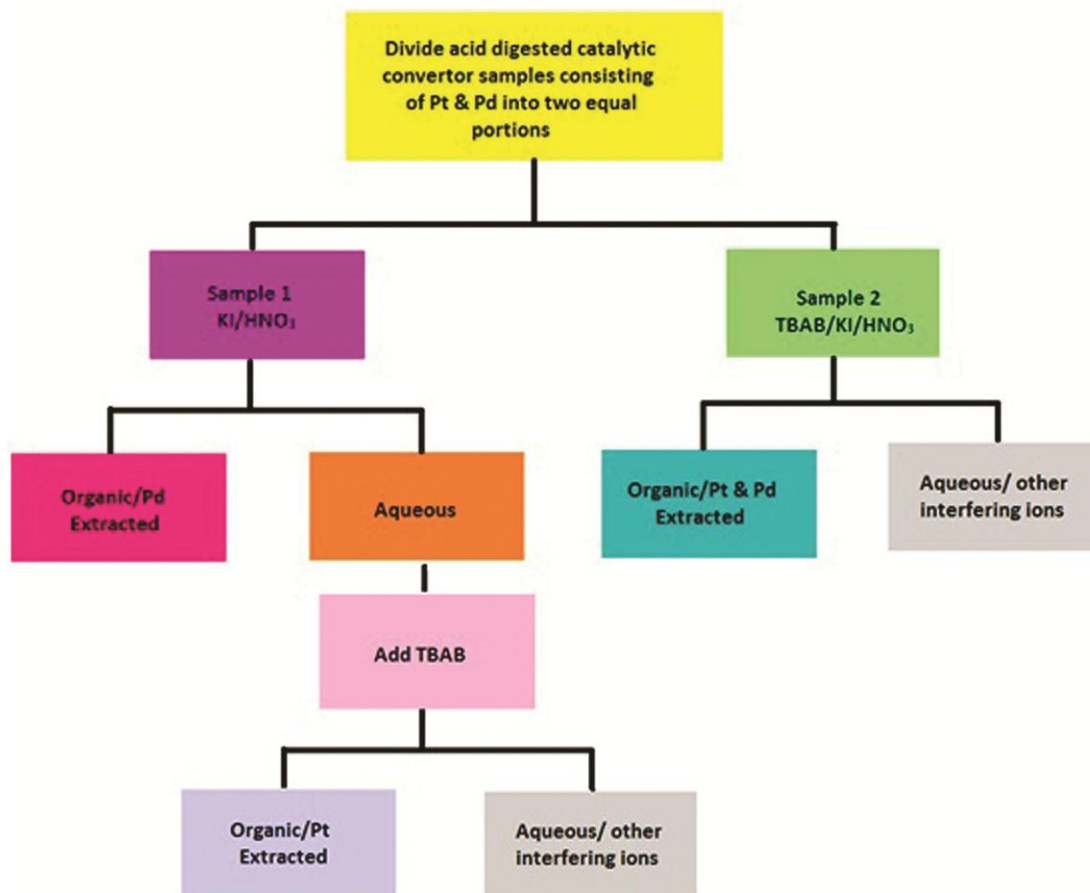 Divide acid digested catalytic
convertor samples consisting
of Pt & Pd into two equal
portions
Sample 1
KI/HNO₃
Sample 2
TBAB/KI/HNO₃
Organic/Pd
Extracted
Aqueous
Organic/Pt & Pd
Extracted
Aqueous/ other
interfering ions
Add TBAB
Organic/Pt
Extracted
Aqueous/ other
interfering ions